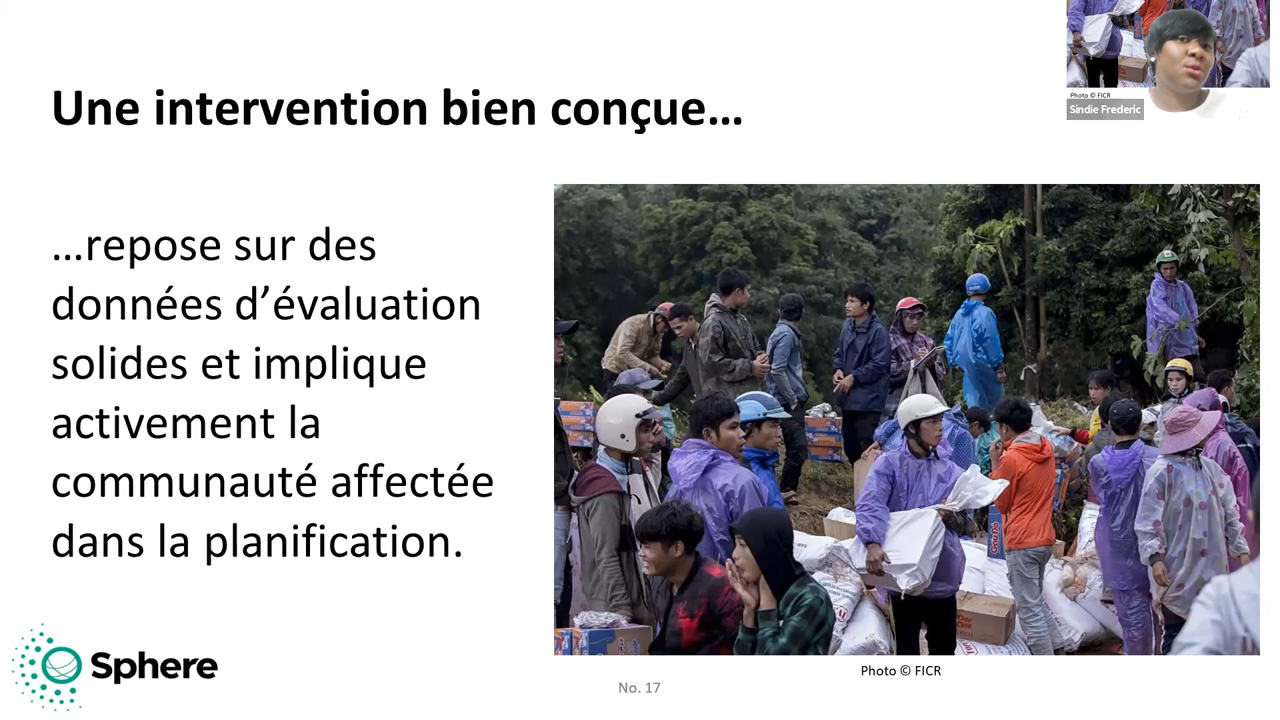 Une intervention bien conçue…
Photo © FICR
Sindie Frederic
…repose sur des
données d’évaluation
solides et implique
activement la
communauté affectée
dans la planification.
Sphere
Photo © FICR
No. 17